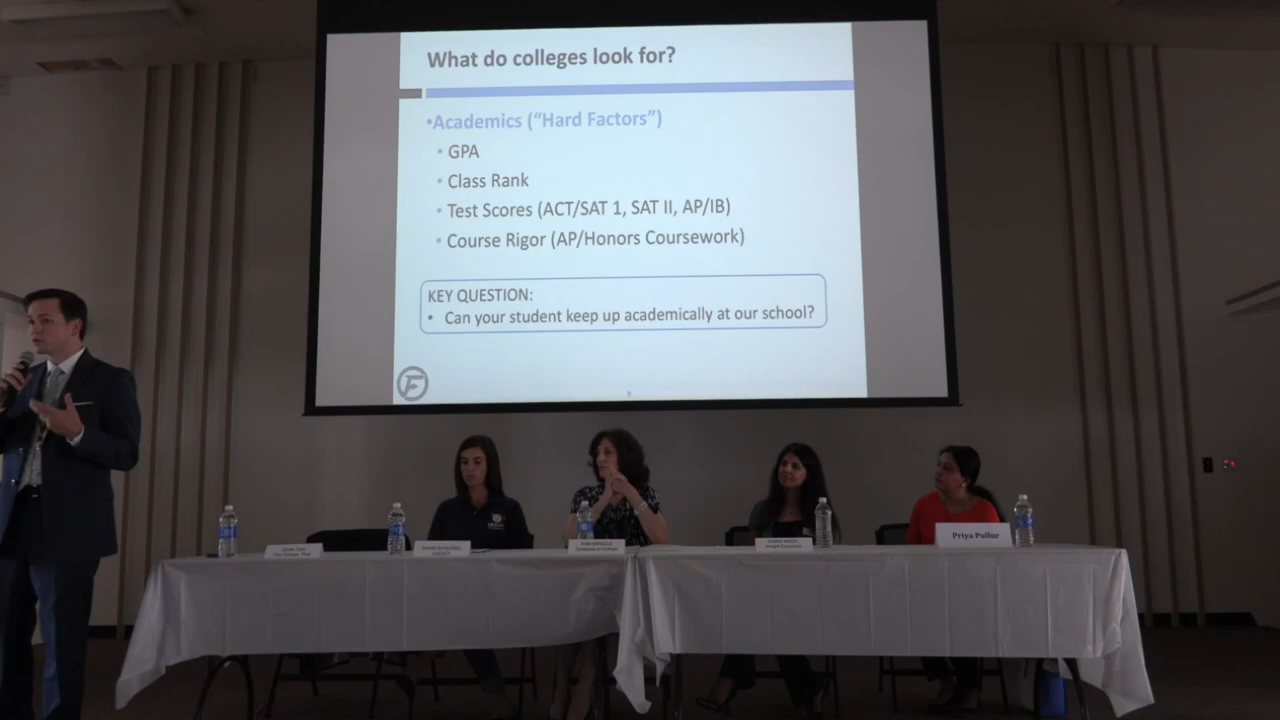 What do colleges look for?
•Academics (“Hard Factors”)
• GPA
• Class Rank
• Test Scores (ACT/SAT 1, SAT II, AP/IB)
• Course Rigor (AP/Honors Coursework)
KEY QUESTION:
• Can your student keep up academically at our school?
F
9
Priya Pullur